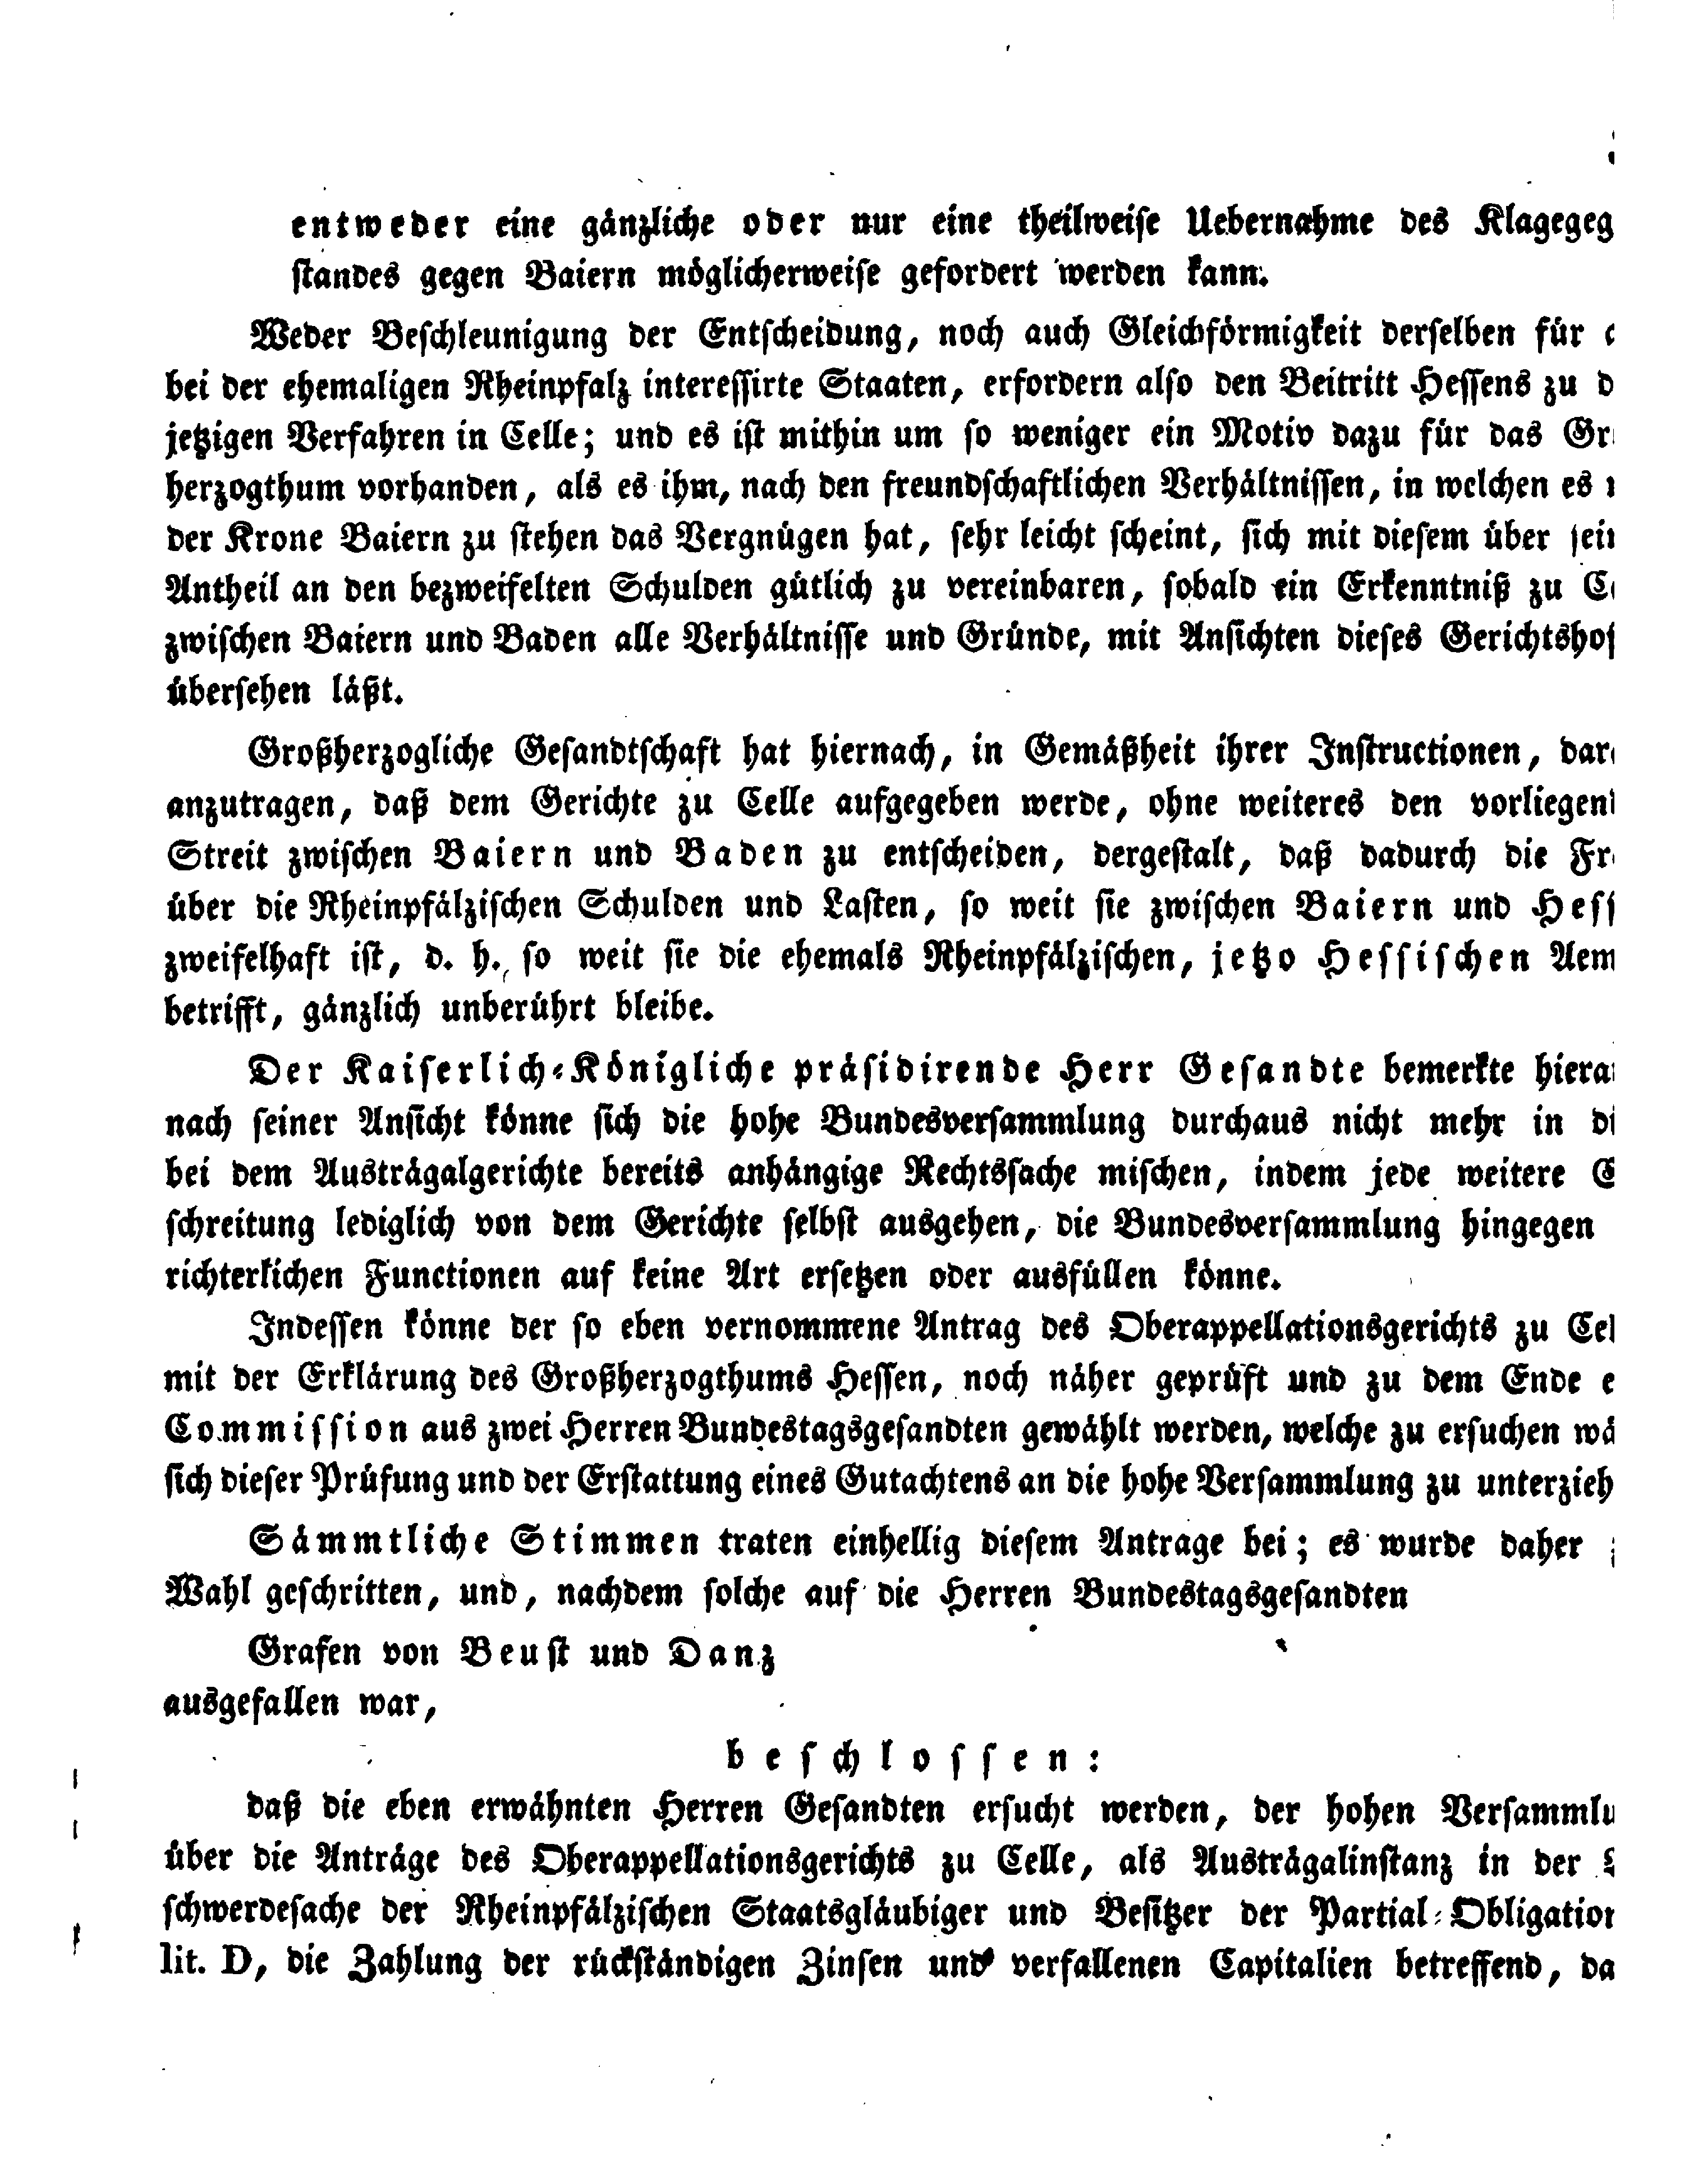 entweder eine gänzliche oder nur eine theilweise Uebernahme des Klagegeg
standes gegen Baiern möglicherweise gefordert werden kann.
Weder Beschleunigung der Entscheidung, noch auch Gleichförmigkeit derselben für
bei der ehemaligen Rheinpfalz interessirte Staaten, erfordern also den Beitritt Hessens zu d
jetzigen Verfahren in Celle; und es ist mithin um so weniger ein Motiv dazu für das Gr
herzogthum vorhanden, als es ihm, nach den freundschaftlichen Verhältnissen, in welchen es
der Krone Baiern zu stehen das Vergnügen hat, sehr leicht scheint, sich mit diesem über sein
Antheil an den bezweifelten Schulden gütlich zu vereinbaren, sobald ein Erkenntniß zu Ce
zwischen Baiern und Baden alle Verhältnisse und Gründe, mit Ansichten dieses Gerichtshof
übersehen läßt.
Großherzogliche Gesandtschaft hat hiernach, in Gemäßheit ihrer Instructionen, dar
anzutragen, daß dem Gerichte zu Celle aufgegeben werde, ohne weiteres den vorliegen
Streit zwischen Baiern und Baden zu entscheiden, dergestalt, daß dadurch die Fr
über die Rheinpfälzischen Schulden und Lasten, so weit sie zwischen Baiern und Hess
zweifelhaft ist, d. h. so weit sie die ehemals Rheinpfälzischen, jetzo Hessischen Aem
betrifft, gänzlich unberührt bleibe.
Der Kaiserlich-Königliche präsidirende Herr Gesandte bemerkte hiera
nach seiner Ansicht könne sich die hohe Bundesversammlung durchaus nicht mehr in di
bei dem Austrägalgerichte bereits anhängige Rechtssache mischen, indem jede weitere E
schreitung lediglich von dem Gerichte selbst ausgehen, die Bundesversammlung hingegen
richterlichen Functionen auf keine Art ersetzen oder ausfüllen könne.
Indessen könne der so eben vernommene Antrag des Oberappellationsgerichts zu Cel
mit der Erklärung des Großherzogthums Hessen, noch näher geprüft und zu dem Ende e
Commission aus zwei Herren Bundestagsgesandten gewählt werden, welche zu ersuchen wä
sich dieser Prüfung und der Erstattung eines Gutachtens an die hohe Versammlung zu unterzieh
Sämmtliche Stimmen traten einhellig diesem Antrage bei; es wurde daher
Wahl geschritten, und, nachdem solche auf die Herren Bundestagsgesandten
Grafen von Beust und Danz
ausgefallen war,
beschlossen:
daß die eben erwähnten Herren Gesandten ersucht werden, der hohen Versammlu
über die Anträge des Oberappellationsgerichts zu Celle, als Austrägalinstanz in der
schwerdesache der Rheinpfälzischen Staatsgläubiger und Besitzer der Partial-Obligation
lit. D, die Zahlung der rückständigen Zinsen und verfallenen Capitalien betreffend, da